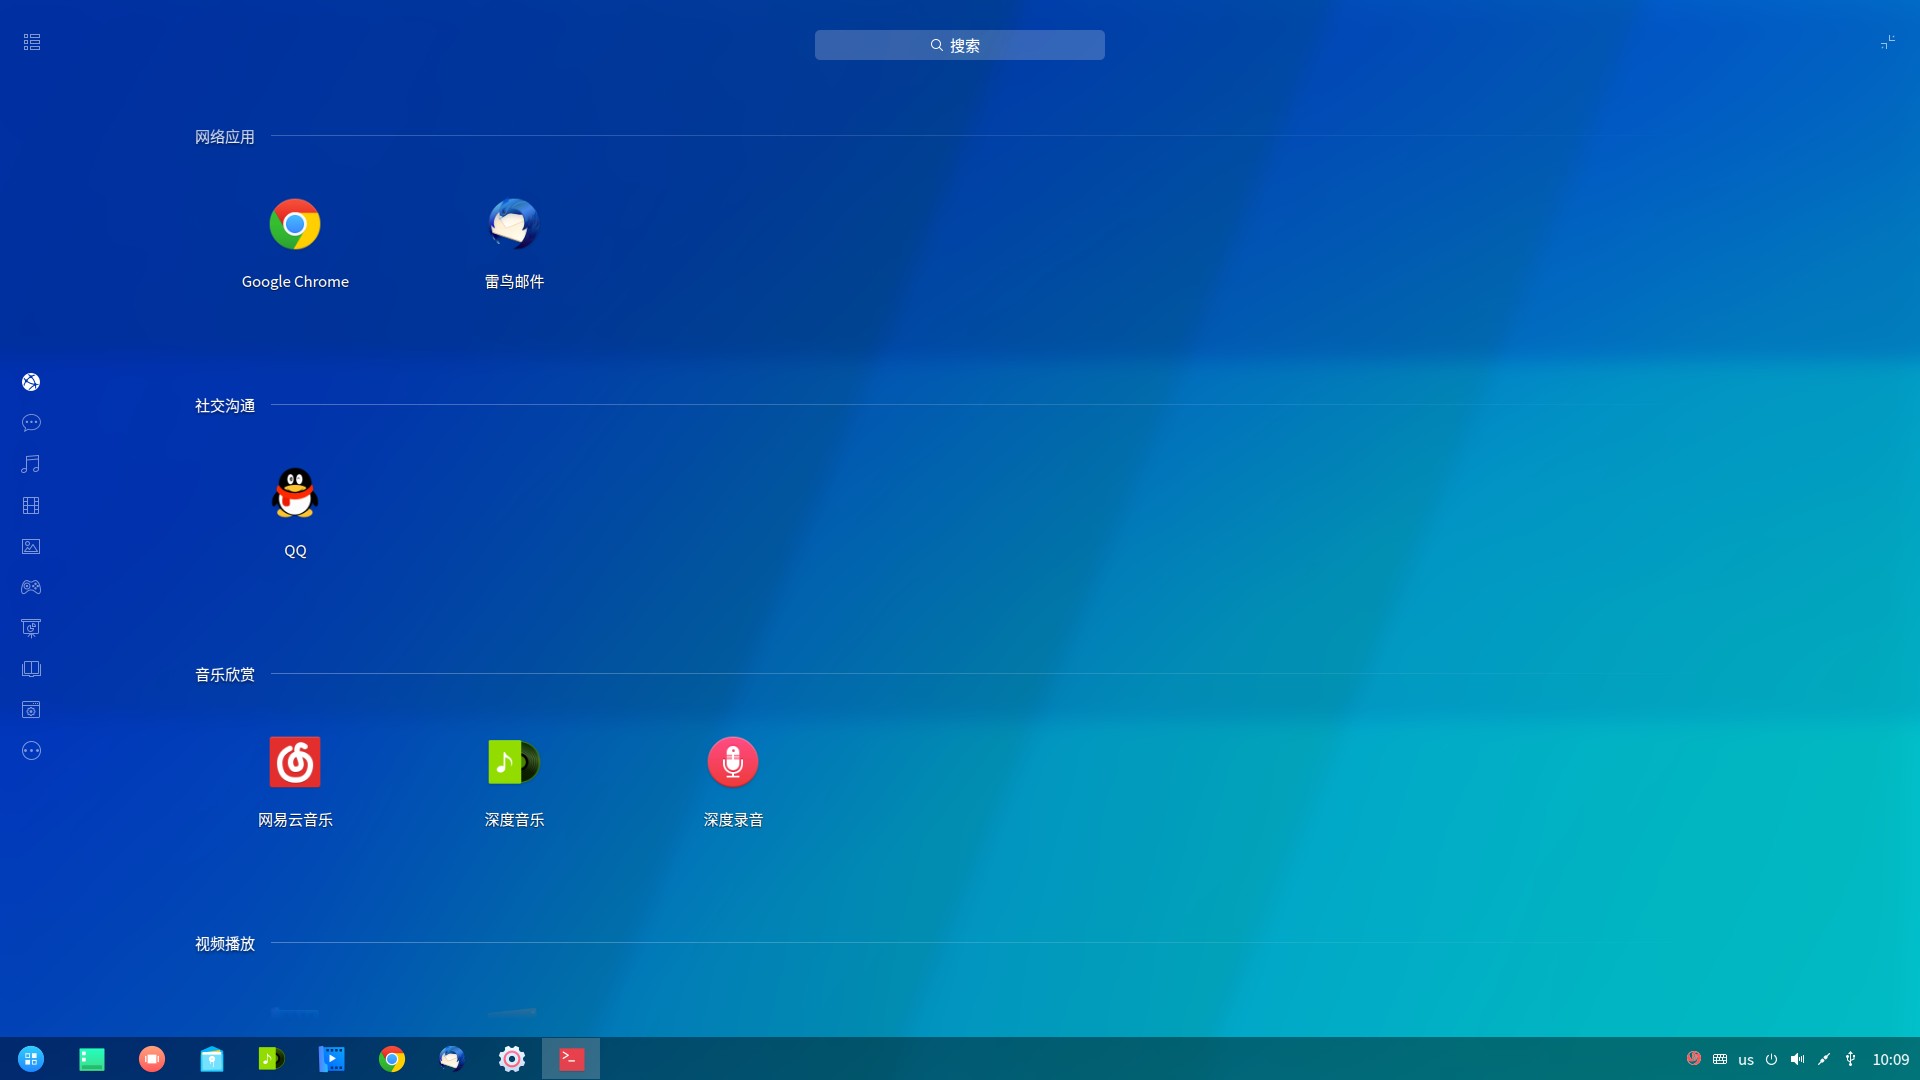 搜索
网络应用
Google Chrome
雷鸟邮件
社交沟通
QQ
音乐欣赏
网易云音乐
深度音乐
深度录音
视频播放
us
10:09